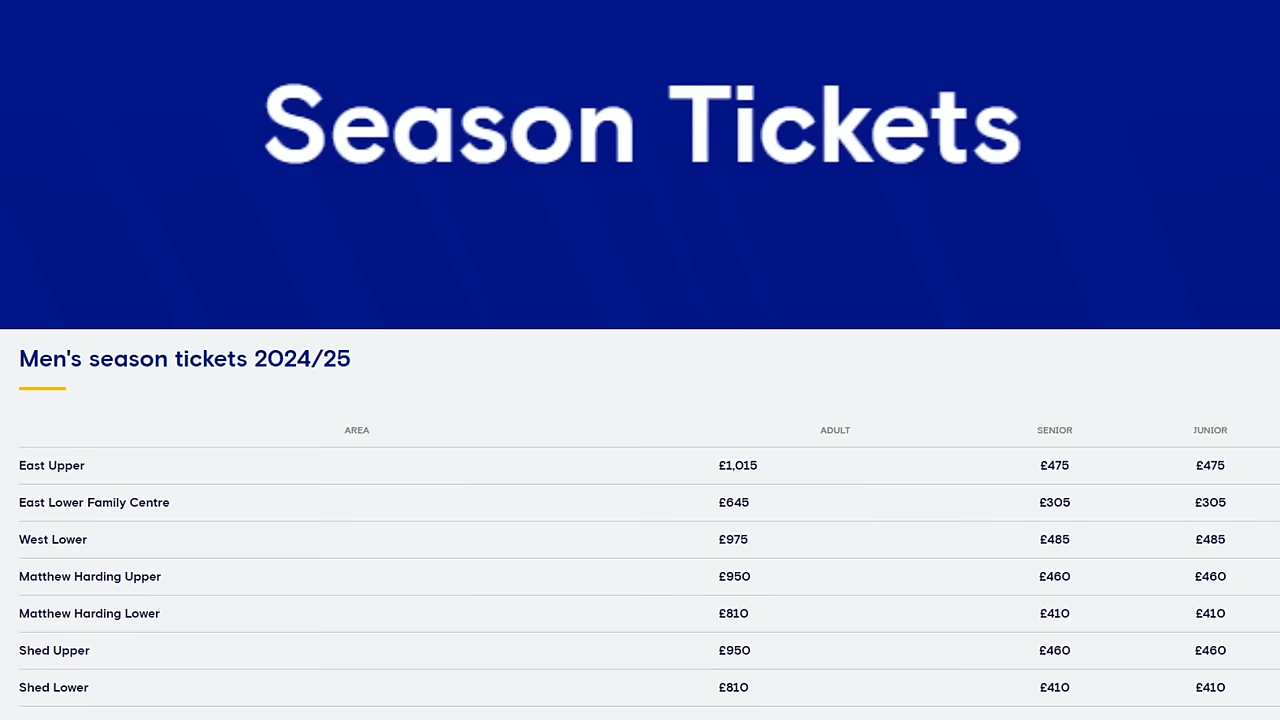 Season Tickets
Men's season tickets 2024/25
AREA ADULT SENIOR JUNIOR
East Upper £1,015 £475 £475
East Lower Family Centre £645 £305 £305
West Lower £975 £485 £485
Matthew Harding Upper £950 £460 £460
Matthew Harding Lower £810 £410 £410
Shed Upper £950 £460 £460
Shed Lower £810 £410 £410